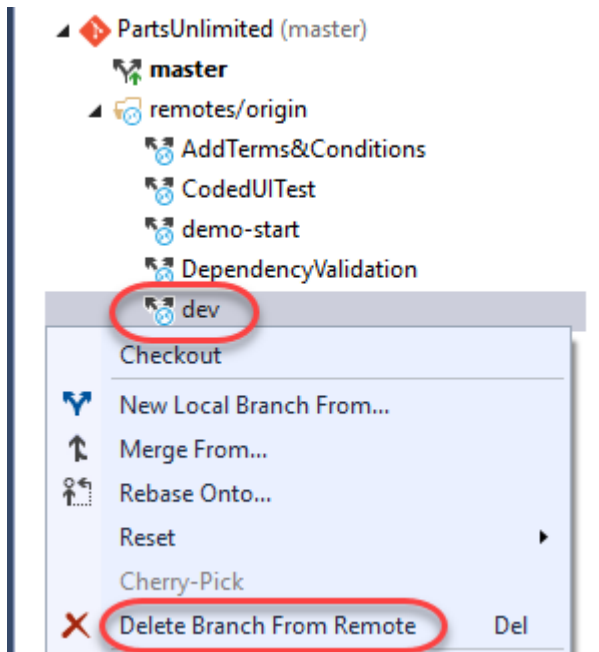 PartsUnlimited (master)
master
remotes/origin
AddTerms&Conditions
CodedUITest
demo-start
DependencyValidation
dev
Checkout
New Local Branch From...
Merge From...
Rebase Onto...
Reset
Cherry-Pick
Delete Branch From Remote Del